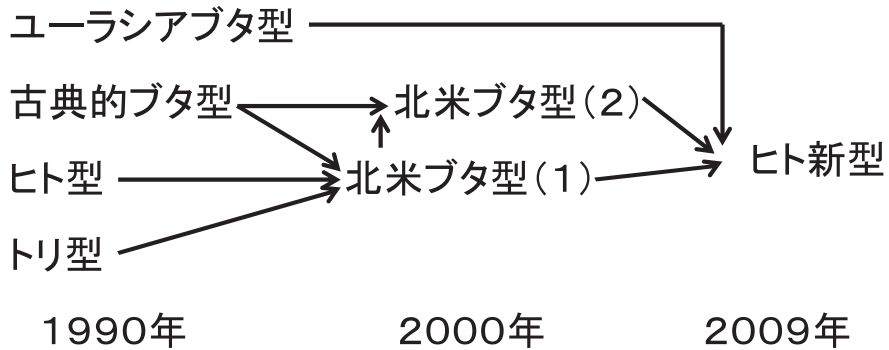 ユーラシアブタ型
古典的ブタ型
北米ブタ型(2)
ヒト型
北米ブタ型(1)
ヒト新型
トリ型
1990年
2000年
2009年